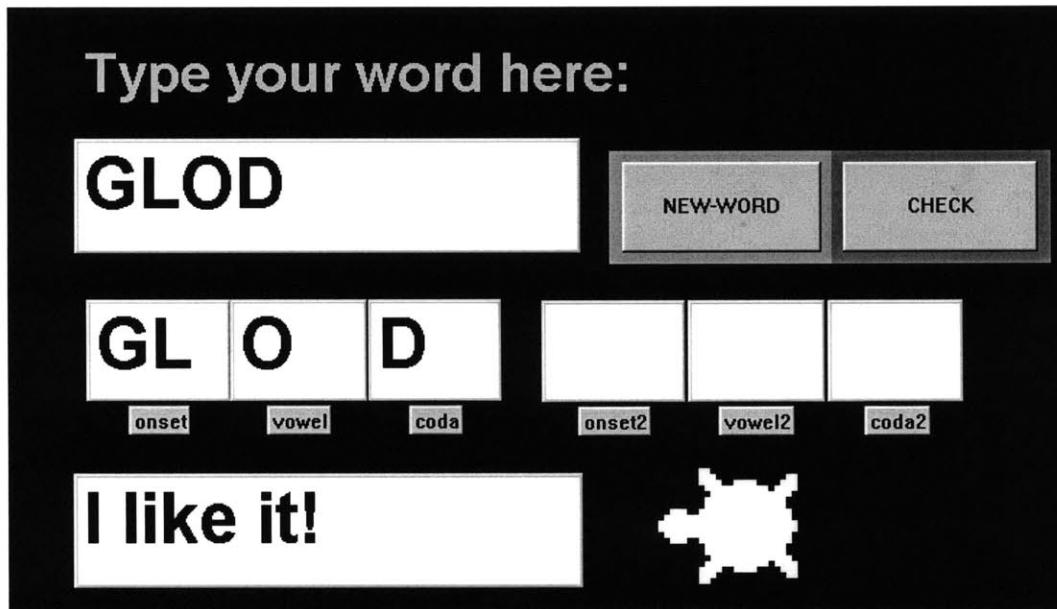 Type your word here:
GLOD
NEW-WORD CHECK
GL O D
onset vowel coda onset2 vowel2 coda2
I like it!